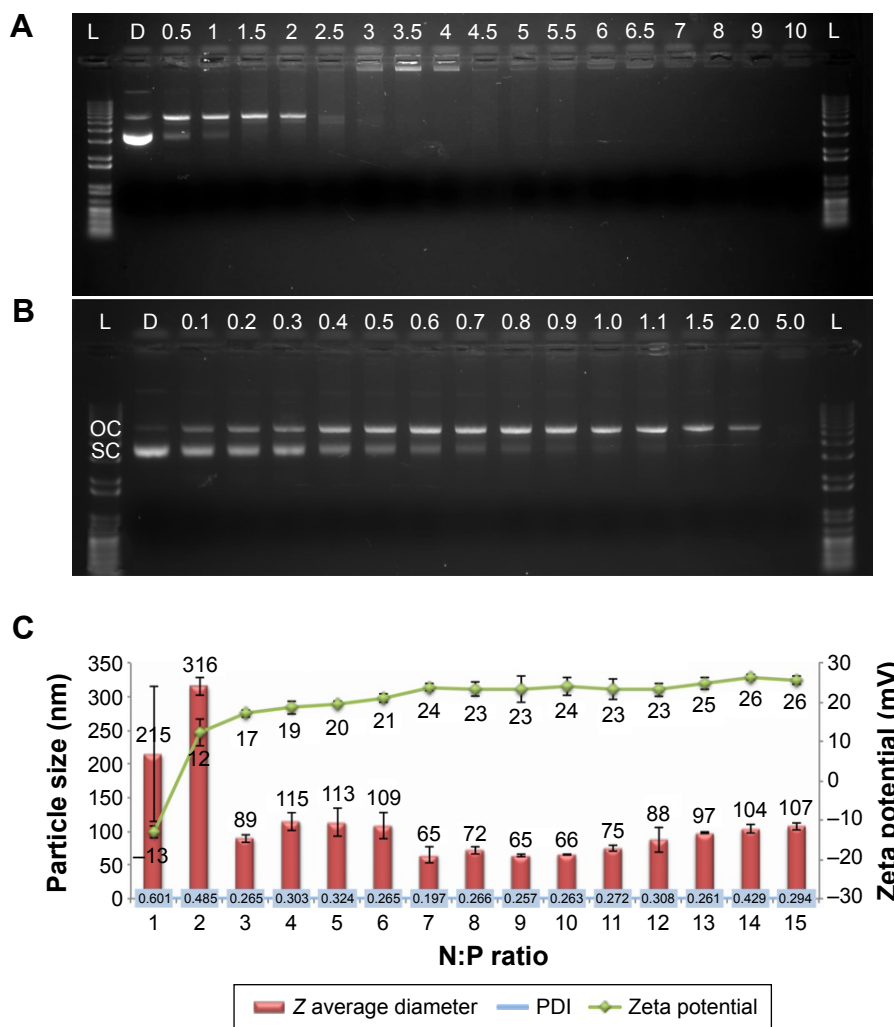 A
L D 0.5 1 1.5 2 2.5 3 3.5 4 4.5 5 5.5 6 6.5 7 8 9 10 L
B
L D 0.1 0.2 0.3 0.4 0.5 0.6 0.7 0.8 0.9 1.0 1.1 1.5 2.0 5.0 L
OC
SC
C
Particle size (nm)
350
300
250
200
150
100
50
0
215 316 89 115 113 109 65 72 65 66 75 88 97 104 107
–13 12 17 19 20 21 24 23 23 24 23 23 25 26 26
0.601 0.485 0.265 0.303 0.324 0.265 0.197 0.266 0.257 0.263 0.272 0.308 0.261 0.429 0.294
1 2 3 4 5 6 7 8 9 10 11 12 13 14 15
N:P ratio
30
20
10
0
–10
–20
–30
Zeta potential (mV)
Z average diameter PDI Zeta potential